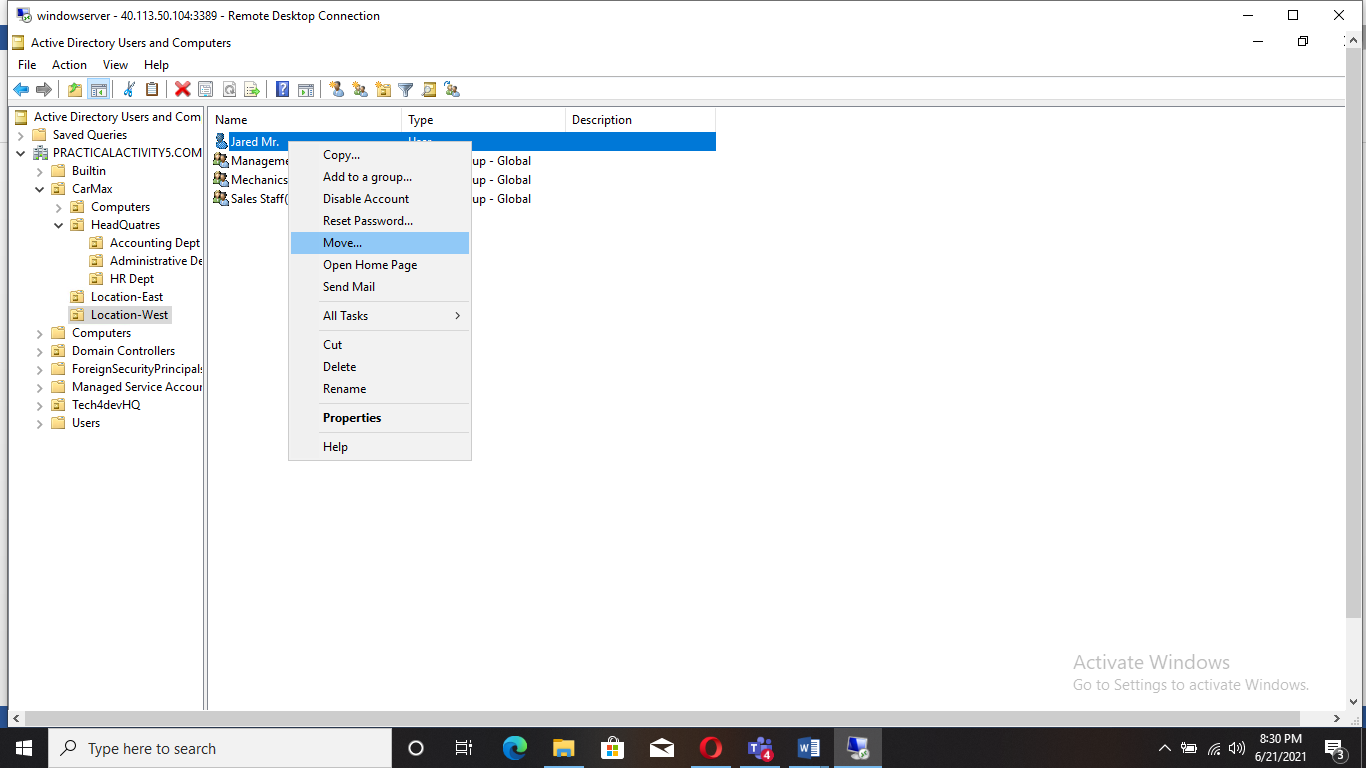 windowserver - 40.113.50.104:3389 - Remote Desktop Connection
Active Directory Users and Computers
File Action View Help
Active Directory Users and Com
Saved Queries
PRACTICALACTIVITY5.COM
Builtin
CarMax
Computers
HeadQuatres
Accounting Dept
Administrative De
HR Dept
Location-East
Location-West
Computers
Domain Controllers
ForeignSecurityPrincipals
Managed Service Accour
Tech4devHQ
Users
Name Type Description
Jared Mr. User
Manageme up - Global
Mechanics up - Global
Sales Staff( up - Global
Copy...
Add to a group...
Disable Account
Reset Password...
Move...
Open Home Page
Send Mail
All Tasks
Cut
Delete
Rename
Properties
Help
Activate Windows
Go to Settings to activate Windows.
Type here to search
4
8:30 PM
6/21/2021
3